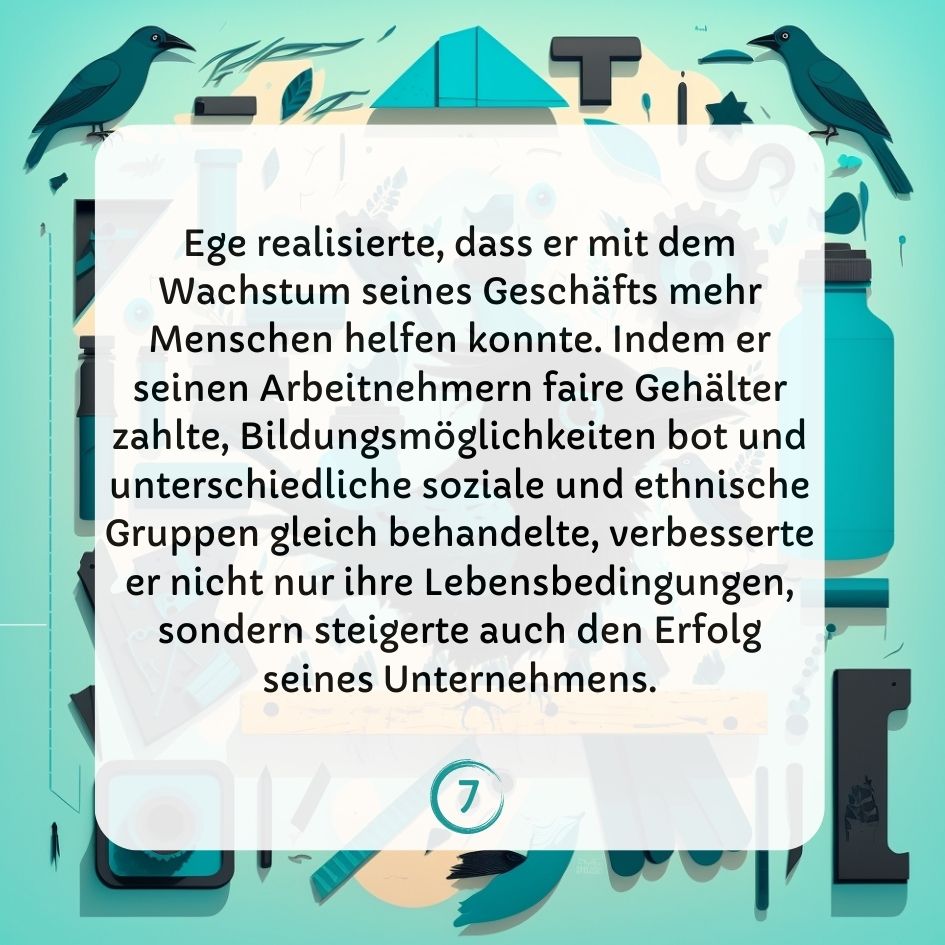 Ege realisierte, dass er mit dem
Wachstum seines Geschäfts mehr
Menschen helfen konnte. Indem er
seinen Arbeitnehmern faire Gehälter
zahlte, Bildungsmöglichkeiten bot und
unterschiedliche soziale und ethnische
Gruppen gleich behandelte, verbesserte
er nicht nur ihre Lebensbedingungen,
sondern steigerte auch den Erfolg
seines Unternehmens.
7